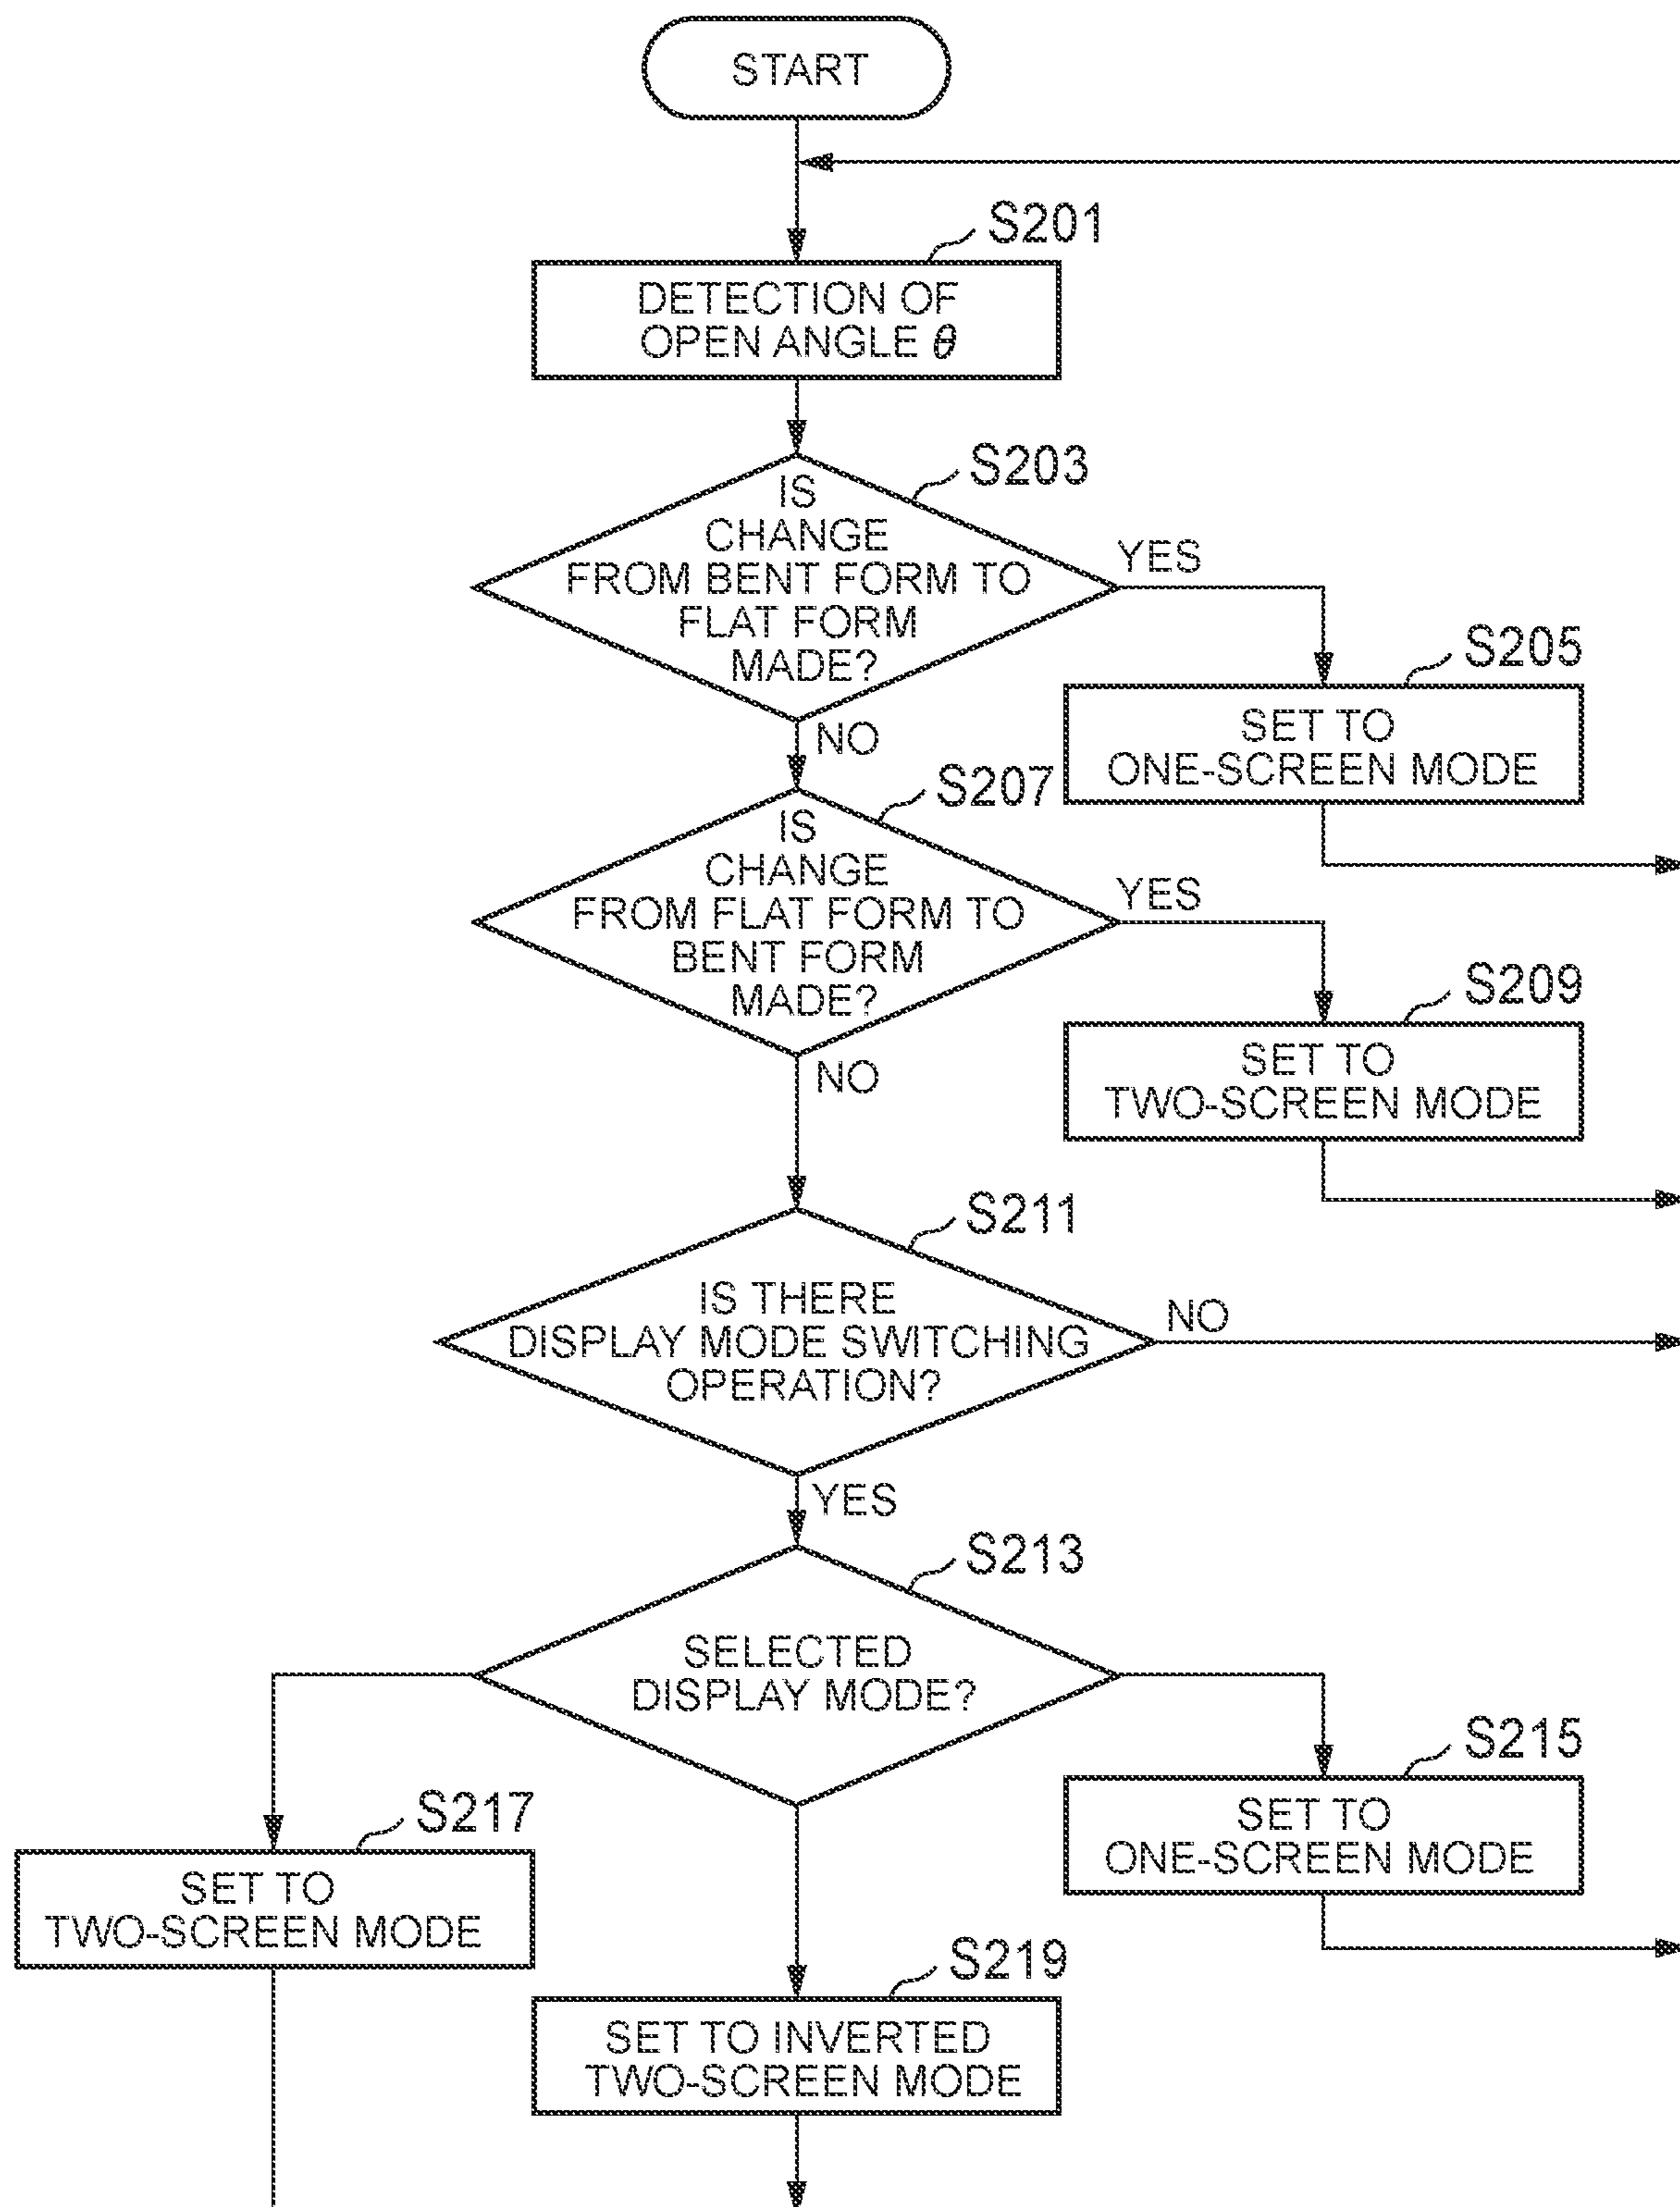 START
S201
DETECTION OF
OPEN ANGLE θ
S203
IS
CHANGE
FROM BENT FORM TO
FLAT FORM
MADE?
YES
NO
S205
SET TO
ONE-SCREEN MODE
S207
IS
CHANGE
FROM FLAT FORM TO
BENT FORM
MADE?
YES
NO
S209
SET TO
TWO-SCREEN MODE
S211
IS THERE
DISPLAY MODE SWITCHING
OPERATION?
NO
YES
S213
SELECTED
DISPLAY MODE?
S215
SET TO
ONE-SCREEN MODE
S217
SET TO
TWO-SCREEN MODE
S219
SET TO INVERTED
TWO-SCREEN MODE